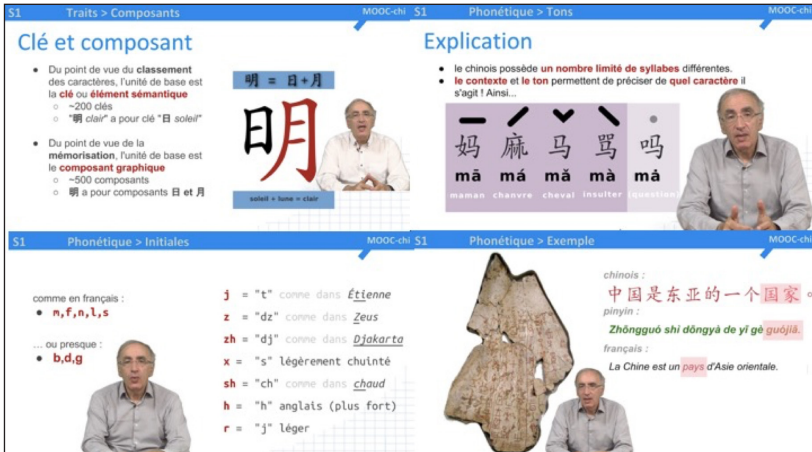 S1 Traits > Composants MOOC-chi
Clé et composant
● Du point de vue du classement
des caractères, l'unité de base est
la clé ou élément sémantique
○ ~200 clés
○ "明 clair" a pour clé "日 soleil"
● Du point de vue de la
mémorisation, l'unité de base est
le composant graphique
○ ~500 composants
○ 明 a pour composants 日 et 月
明 = 日+月
明
soleil + lune = clair
S1 Phonétique > Tons MOOC-chi
Explication
● le chinois possède un nombre limité de syllabes différentes.
● le contexte et le ton permettent de préciser de quel caractère il
s'agit ! Ainsi...
妈 麻 马 骂 吗
mā má mǎ mà
maman chanvre cheval insulter (question)
S1 Phonétique > Initiales MOOC-chi
comme en français :
● m,f,n,l,s
... ou presque :
● b,d,g
j = "t" comme dans Étienne
z = "dz" comme dans Zeus
zh = "dj" comme dans Djakarta
x = "s" légèrement chuinté
sh = "ch" comme dans chaud
h = "h" anglais (plus fort)
r = "j" léger
S1 Phonétique > Exemple MOOC-chi
chinois :
中国是东亚的一个国家。
pinyin :
Zhōngguó shì dōngyà de yī gè guójiā.
français :
La Chine est un pays d'Asie orientale.